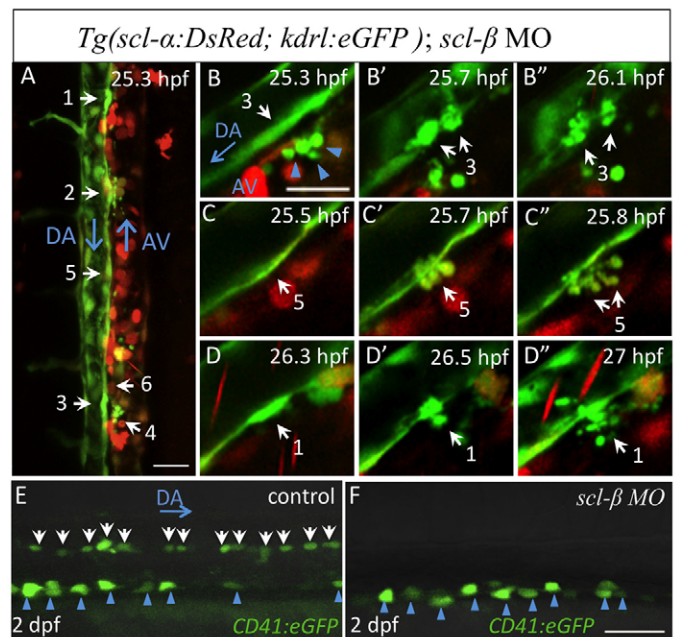 Tg(scl-α:DsRed; kdrl:eGFP ); scl-β MO
A 25.3 hpf
1
2
DA AV
5
6
3
4
B 25.3 hpf
3
DA
AV
B′ 25.7 hpf
3
B″ 26.1 hpf
3
C 25.5 hpf
5
C′ 25.7 hpf
5
C″ 25.8 hpf
5
D 26.3 hpf
1
D′ 26.5 hpf
1
D″ 27 hpf
1
E DA control
2 dpf CD41:eGFP
F scl-β MO
2 dpf CD41:eGFP